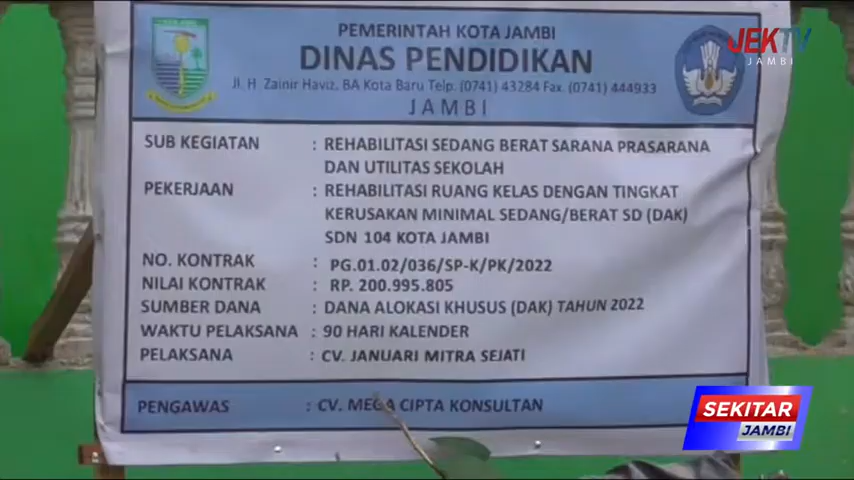 PEMERINTAH KOTA JAMBI
DINAS PENDIDIKAN
Jl. H. Zainir Haviz, BA Kota Baru Telp. (0741) 43284 Fax. (0741) 444933
JAMBI
JEKTV
JAMBI
SUB KEGIATAN : REHABILITASI SEDANG BERAT SARANA PRASARANA
DAN UTILITAS SEKOLAH
PEKERJAAN : REHABILITASI RUANG KELAS DENGAN TINGKAT
KERUSAKAN MINIMAL SEDANG/BERAT SD (DAK)
SDN 104 KOTA JAMBI
NO. KONTRAK : PG.01.02/036/SP-K/PK/2022
NILAI KONTRAK : RP. 200.995.805
SUMBER DANA : DANA ALOKASI KHUSUS (DAK) TAHUN 2022
WAKTU PELAKSANA : 90 HARI KALENDER
PELAKSANA : CV. JANUARI MITRA SEJATI
PENGAWAS : CV. MEGA CIPTA KONSULTAN
SEKITAR
JAMBI